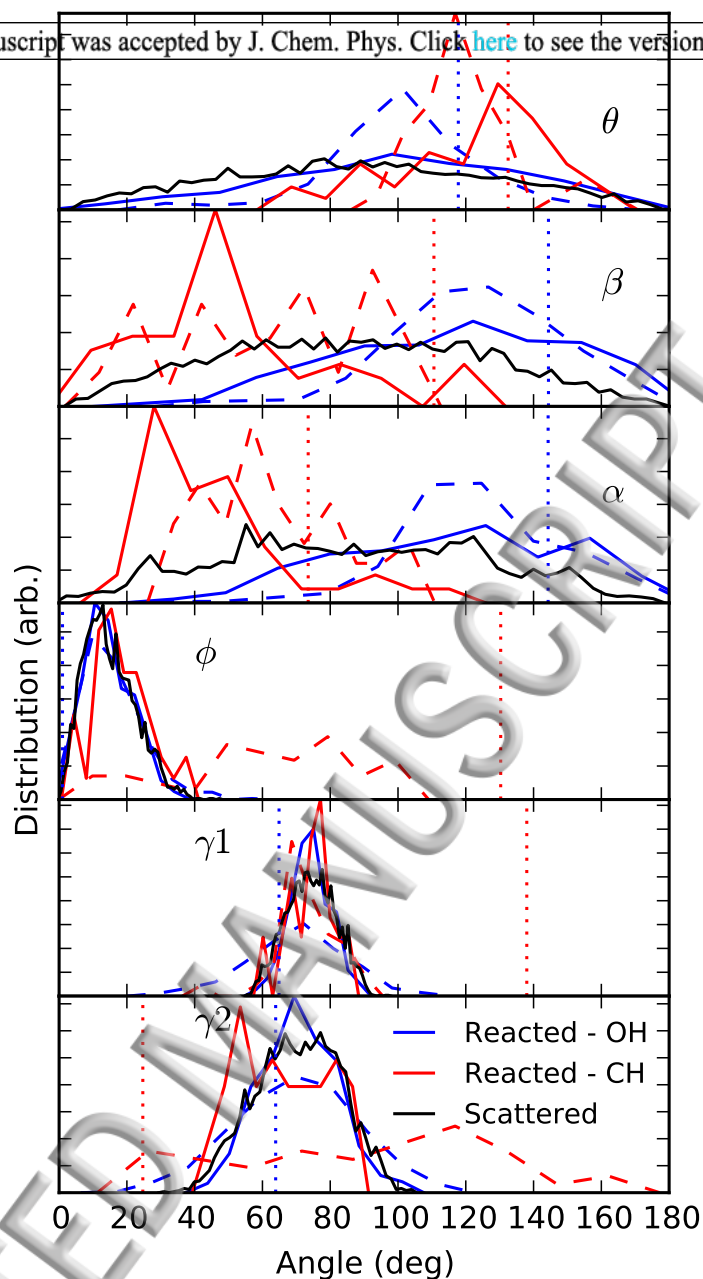 uscript was accepted by J. Chem. Phys. Click here to see the version
θ
β
α
ϕ
γ1
γ2
Distribution (arb.)
Reacted - OH
Reacted - CH
Scattered
0 20 40 60 80 100 120 140 160 180
Angle (deg)
TED MANUSCRIPT